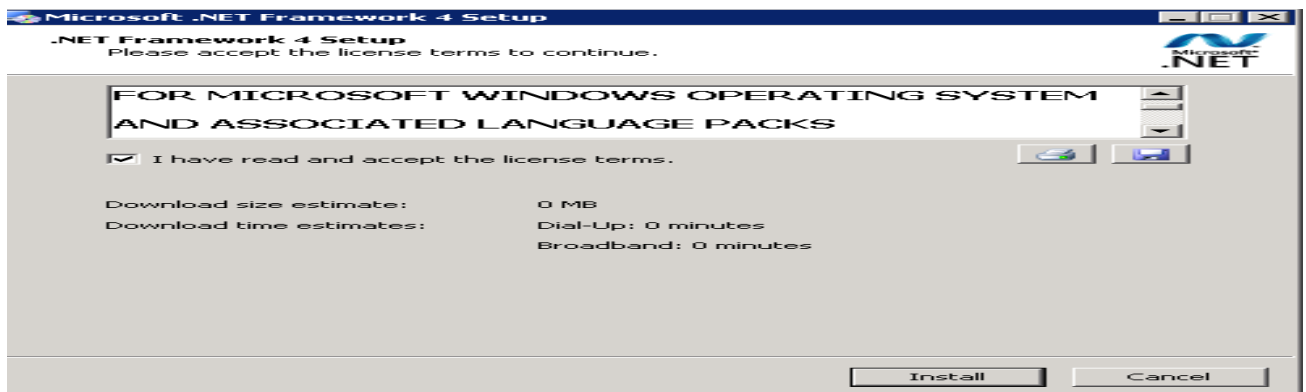 Microsoft .NET Framework 4 Setup
.NET Framework 4 Setup
Please accept the license terms to continue.
Microsoft
.NET
FOR MICROSOFT WINDOWS OPERATING SYSTEM
AND ASSOCIATED LANGUAGE PACKS
I have read and accept the license terms.
Download size estimate: 0 MB
Download time estimates: Dial-Up: 0 minutes
Broadband: 0 minutes
Install Cancel